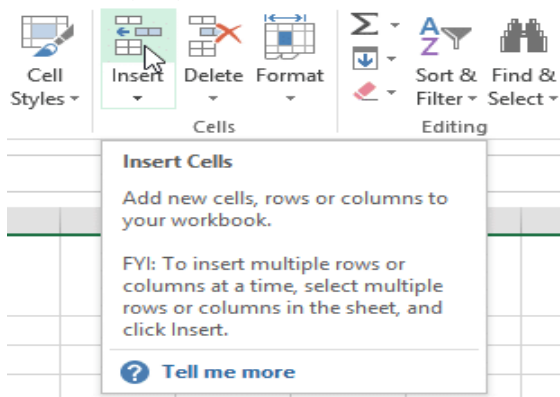 Cell
Styles
Insert
Delete
Format
Sort &
Filter
Find &
Select
Cells
Editing
Insert Cells
Add new cells, rows or columns to
your workbook.
FYI: To insert multiple rows or
columns at a time, select multiple
rows or columns in the sheet, and
click Insert.
Tell me more